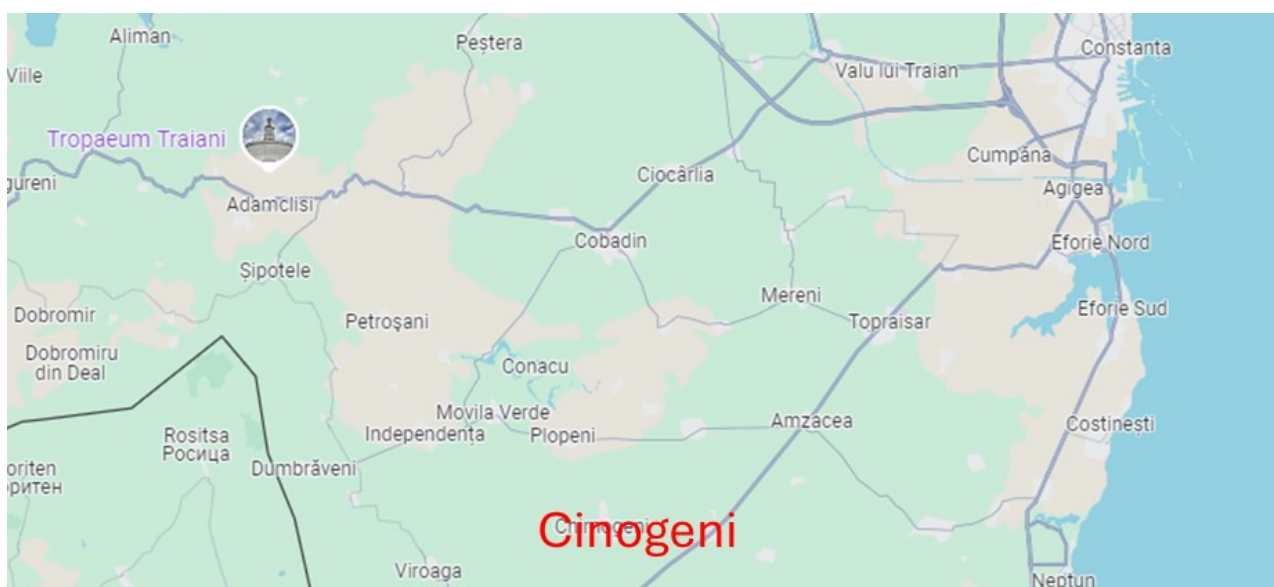 Aliman
Peștera
Constanța
Viile
Valu lui Traian
Tropaeum Traiani
Cumpăna
gureni
Ciocârlia
Agigea
Adamclisi
Cobadin
Eforie Nord
Șipotele
Mereni
Eforie Sud
Dobromir
Petroșani
Topraisar
Dobromiru
din Deal
Conacu
Movila Verde
Amzacea
Costinești
Rositsa
Росица
Independența
Plopeni
oriten
оритен
Dumbrăveni
Cinogeni
Viroaga
Neptun